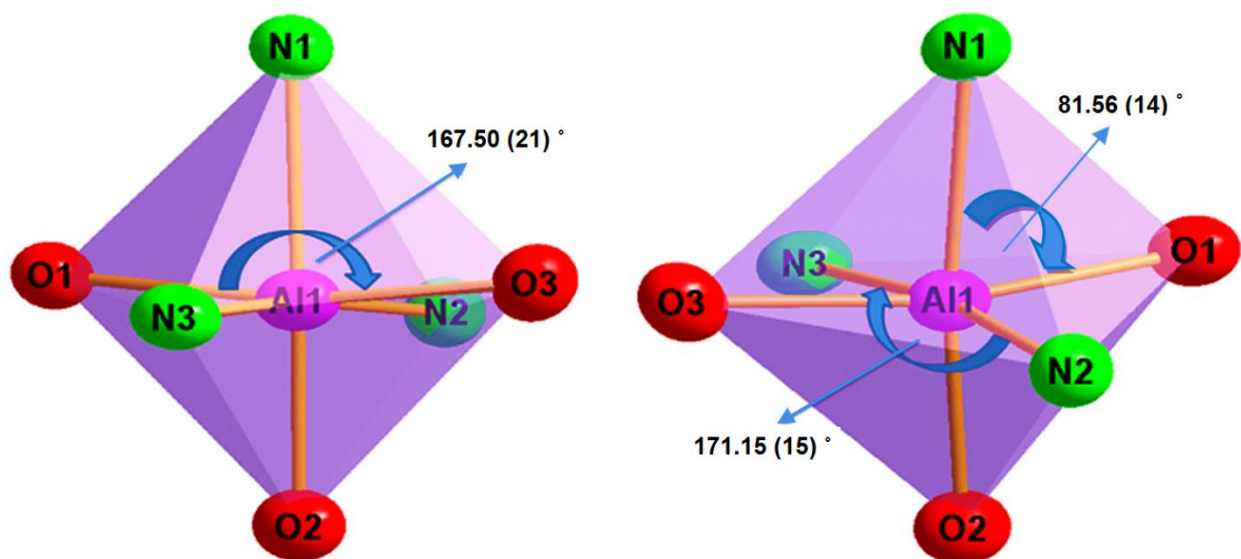 N1
167.50 (21) °
O1
N3
Al1
N2
O3
O2
N1
81.56 (14) °
O1
N3
O3
Al1
N2
171.15 (15) °
O2